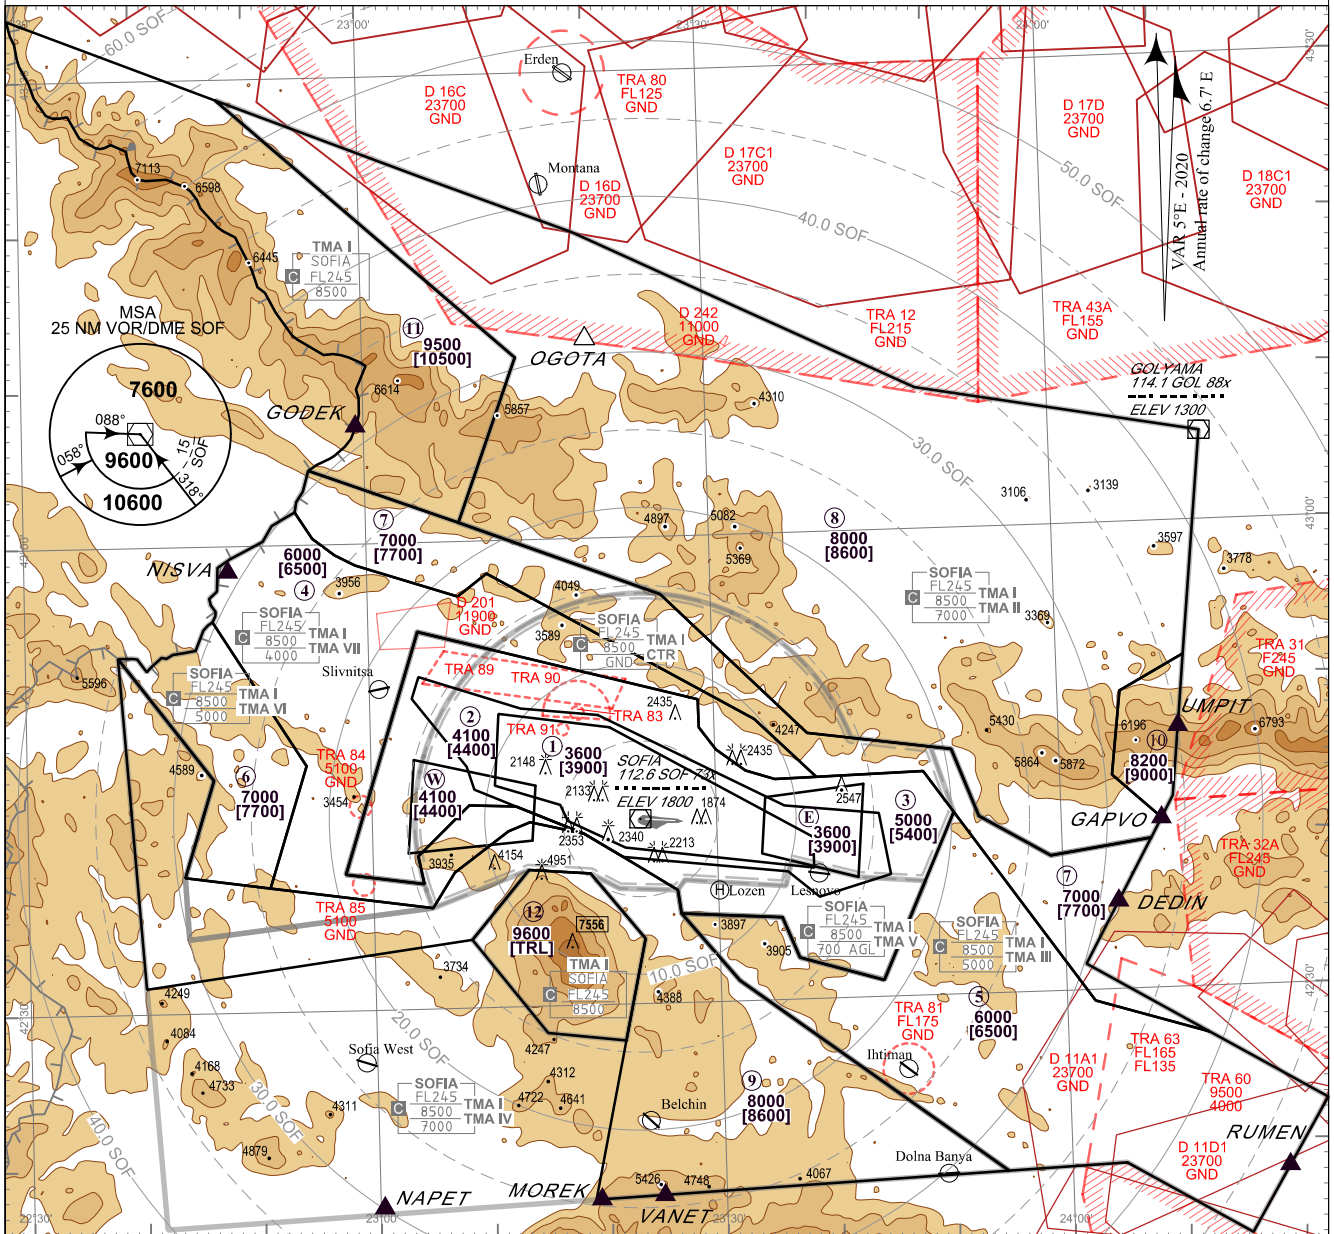 23°00'
23°30'
24°00'
43°30'
43°30'
60.0 SOF
Erden
TRA 80
FL125
GND
D 16C
23700
GND
D 17D
23700
GND
VAR 5°E - 2020
Annual rate of change 6.7' E
7113
6598
Montana
D 16D
23700
GND
D 17C1
23700
GND
50.0 SOF
D 18C1
23700
GND
40.0 SOF
6445
TMA I
SOFIA
C
FL245
8500
MSA
25 NM VOR/DME SOF
7600
088°
058°
9600
15
SOF
318°
10600
11
9500
[10500]
D 242
11000
GND
TRA 12
FL215
GND
TRA 43A
FL155
GND
OGOTA
6614
GODEK
5857
4310
GOLYAMA
114.1 GOL 88x
ELEV 1300
30.0 SOF
3106
3139
43°00'
43°00'
7
7000
[7700]
4897
5082
5369
8
8000
[8600]
3597
3778
NISVA
6000
[6500]
4
3956
4049
3589
D 201
11900
GND
SOFIA
C
FL245
8500
GND
TMA I
CTR
SOFIA
C
FL245
8500
7000
TMA I
TMA II
3369
SOFIA
C
FL245
8500
4000
TMA I
TMA VII
TRA 31
F245
GND
5596
Slivnitsa
SOFIA
C
FL245
8500
5000
TMA I
TMA VI
TRA 89
TRA 90
TRA 83
TRA 91
2435
4247
5430
6196
UMPIT
6793
2
4100
[4400]
1
3600
[3900]
2148
2435
SOFIA
112.6 SOF 73x
ELEV 1800
10
8200
[9000]
5864
5872
TRA 84
5100
GND
3454
4589
6
7000
[7700]
W
4100
[4400]
2133
1874
2547
3
5000
[5400]
E
3600
[3900]
GAPVO
2353
2340
2213
TRA 32A
FL245
GND
3935
4154
4951
H
Lozen
Lesnovo
7
7000
[7700]
DEDIN
TRA 85
5100
GND
12
9600
[TRL]
7556
3897
3905
SOFIA
C
FL245
8500
700 AGL
TMA I
TMA V
SOFIA
C
FL245
8500
5000
TMA I
TMA III
TMA I
SOFIA
C
FL245
8500
3734
10.0 SOF
4388
42°30'
42°30'
4249
4084
20.0 SOF
TRA 81
FL175
GND
5
6000
[6500]
4247
Sofia West
Ihtiman
TRA 63
FL165
FL135
D 11A1
23700
GND
TRA 60
9500
4000
4168
4733
4312
4722
4641
9
8000
[8600]
Belchin
30.0 SOF
4311
SOFIA
C
FL245
8500
7000
TMA I
TMA IV
40.0 SOF
4879
RUMEN
D 11D1
23700
GND
Dolna Banya
4067
5426
4748
NAPET
MOREK
VANET
22°30'
23°00'
23°30'
24°00'